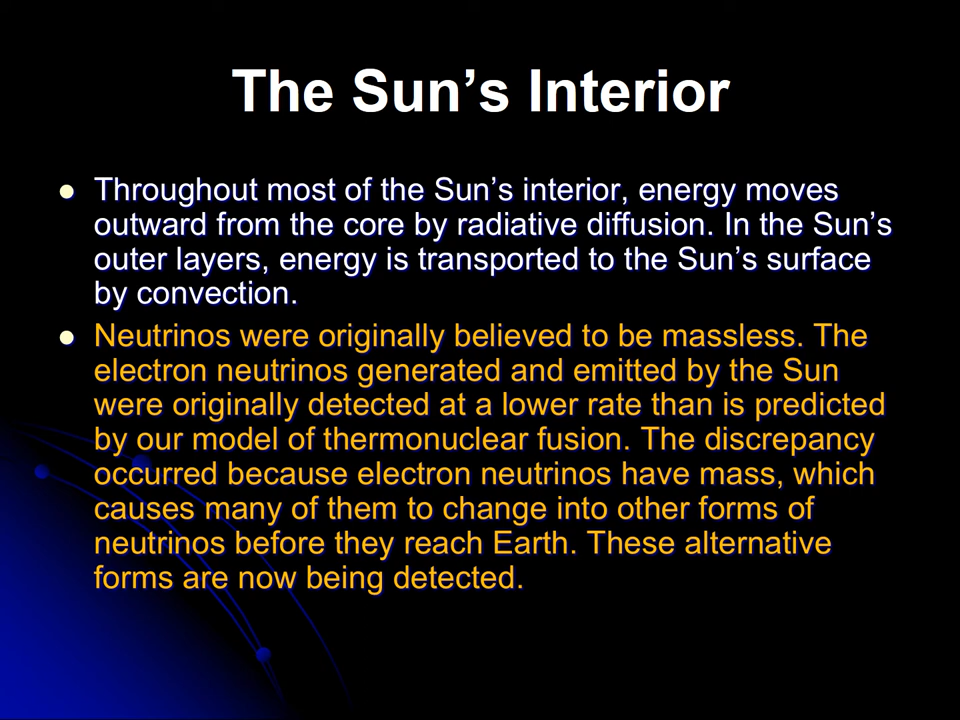 The Sun’s Interior
Throughout most of the Sun’s interior, energy moves
outward from the core by radiative diffusion. In the Sun’s
outer layers, energy is transported to the Sun’s surface
by convection.
Neutrinos were originally believed to be massless. The
electron neutrinos generated and emitted by the Sun
were originally detected at a lower rate than is predicted
by our model of thermonuclear fusion. The discrepancy
occurred because electron neutrinos have mass, which
causes many of them to change into other forms of
neutrinos before they reach Earth. These alternative
forms are now being detected.